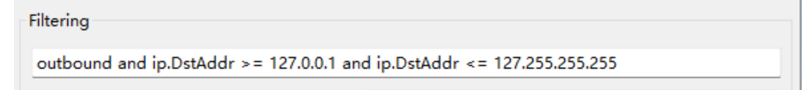 Filtering
outbound and ip.DstAddr >= 127.0.0.1 and ip.DstAddr <= 127.255.255.255